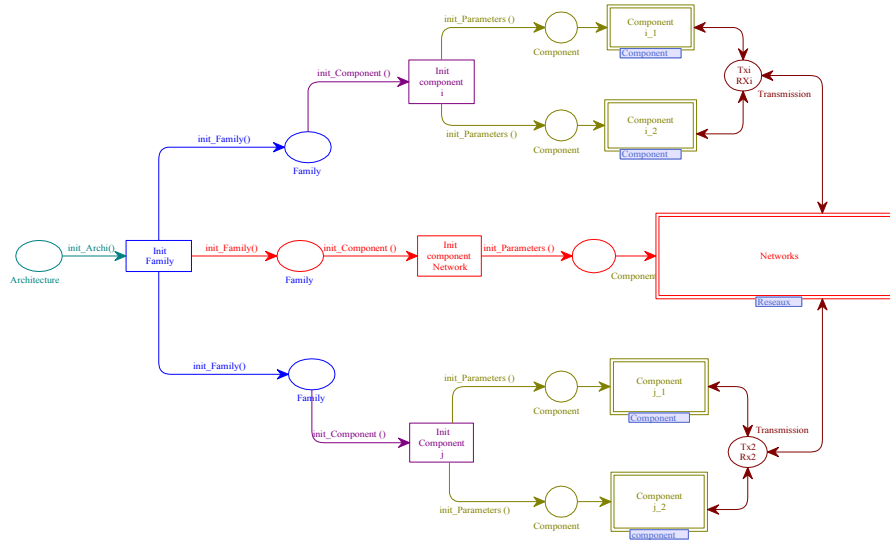 init_Parameters ()
Component
i_1
Component
Component
init_Component ()
Init
component
i
Txi
RXi
Transmission
init_Parameters ()
Component
i_2
Component
Component
init_Family()
Family
init_Archi()
Architecture
Init
Family
init_Family()
Family
init_Component ()
Init
component
Network
init_Parameters ()
Component
Networks
Reseaux
init_Family()
Family
init_Component ()
Init
Component
j
init_Parameters ()
Component
Component
j_1
Component
Transmission
Tx2
Rx2
init_Parameters ()
Component
Component
j_2
component